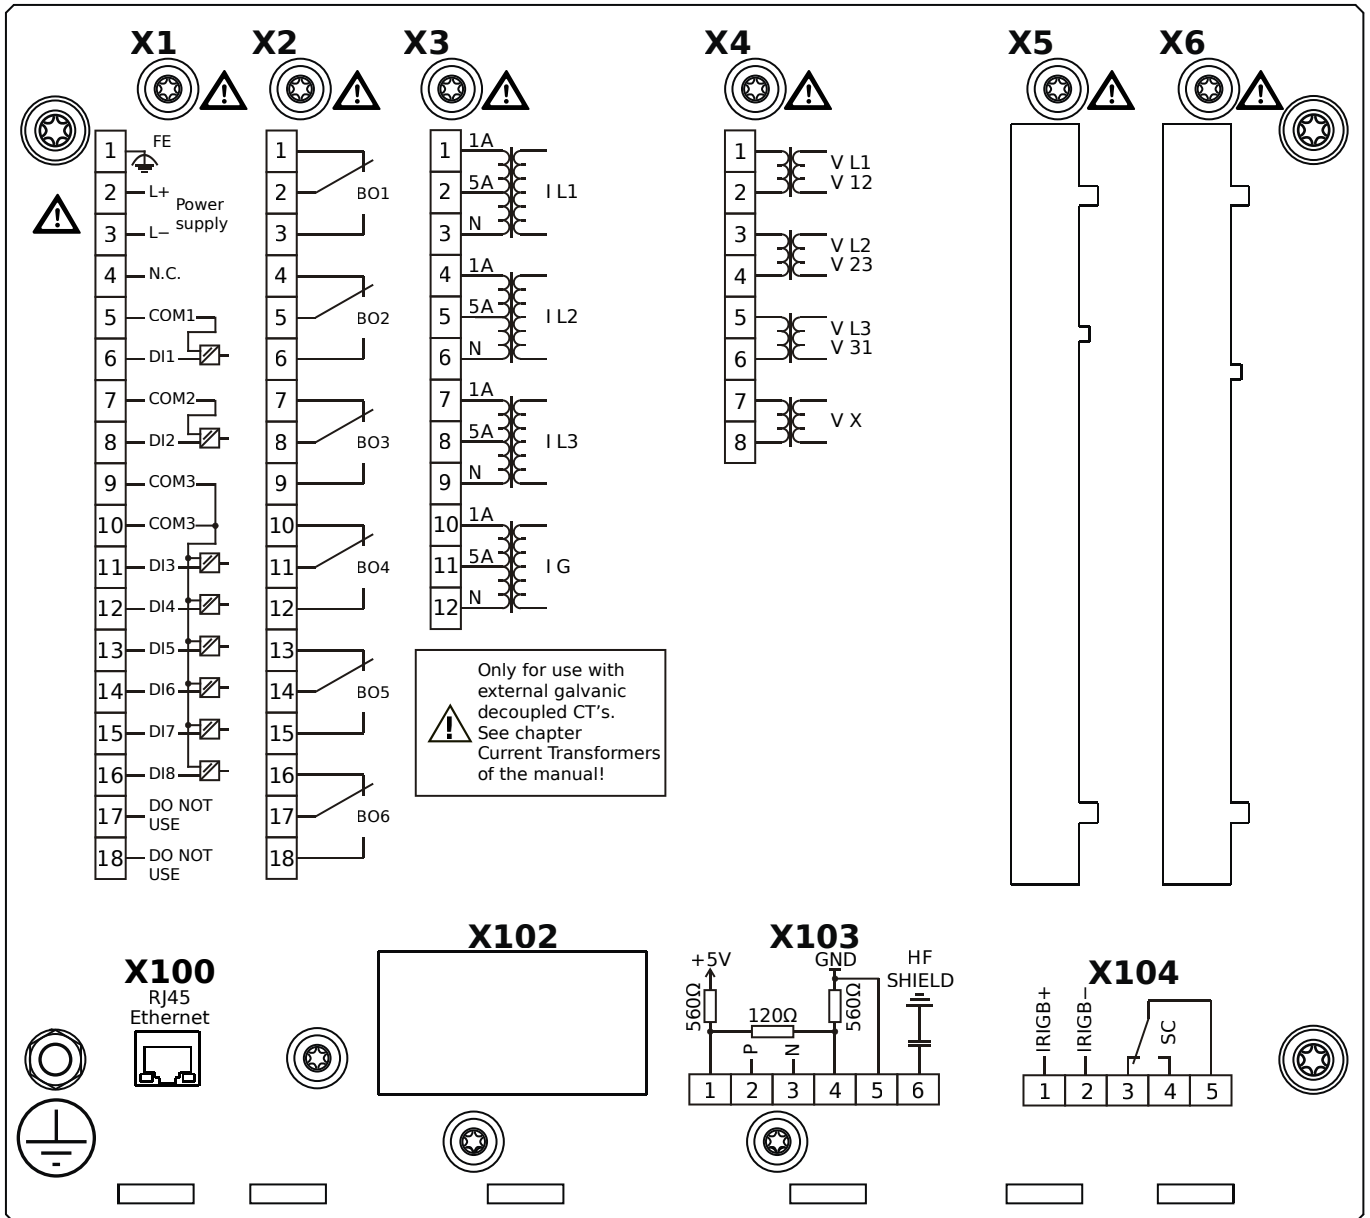 X1
X2
X3
X4
X5
X6
1 FE
2 L+
3 L−
Power
supply
4 N.C.
5 COM1
6 DI1
7 COM2
8 DI2
9 COM3
10 COM3
11 DI3
12 DI4
13 DI5
14 DI6
15 DI7
16 DI8
17 DO NOT
USE
18 DO NOT
USE
1
2 BO1
3
4
5 BO2
6
7
8 BO3
9
10
11 BO4
12
13
14 BO5
15
16
17 BO6
18
1 1A
2 5A I L1
3 N
4 1A
5 5A I L2
6 N
7 1A
8 5A I L3
9 N
10 1A
11 5A I G
12 N
Only for use with
external galvanic
decoupled CT's.
See chapter
Current Transformers
of the manual!
1 V L1
2 V 12
3 V L2
4 V 23
5 V L3
6 V 31
7 V X
8
X100
RJ45
Ethernet
X102
X103
+5V
GND
HF
SHIELD
560Ω
120Ω
560Ω
P
N
1 2 3 4 5 6
X104
IRIGB+
IRIGB−
SC
1 2 3 4 5